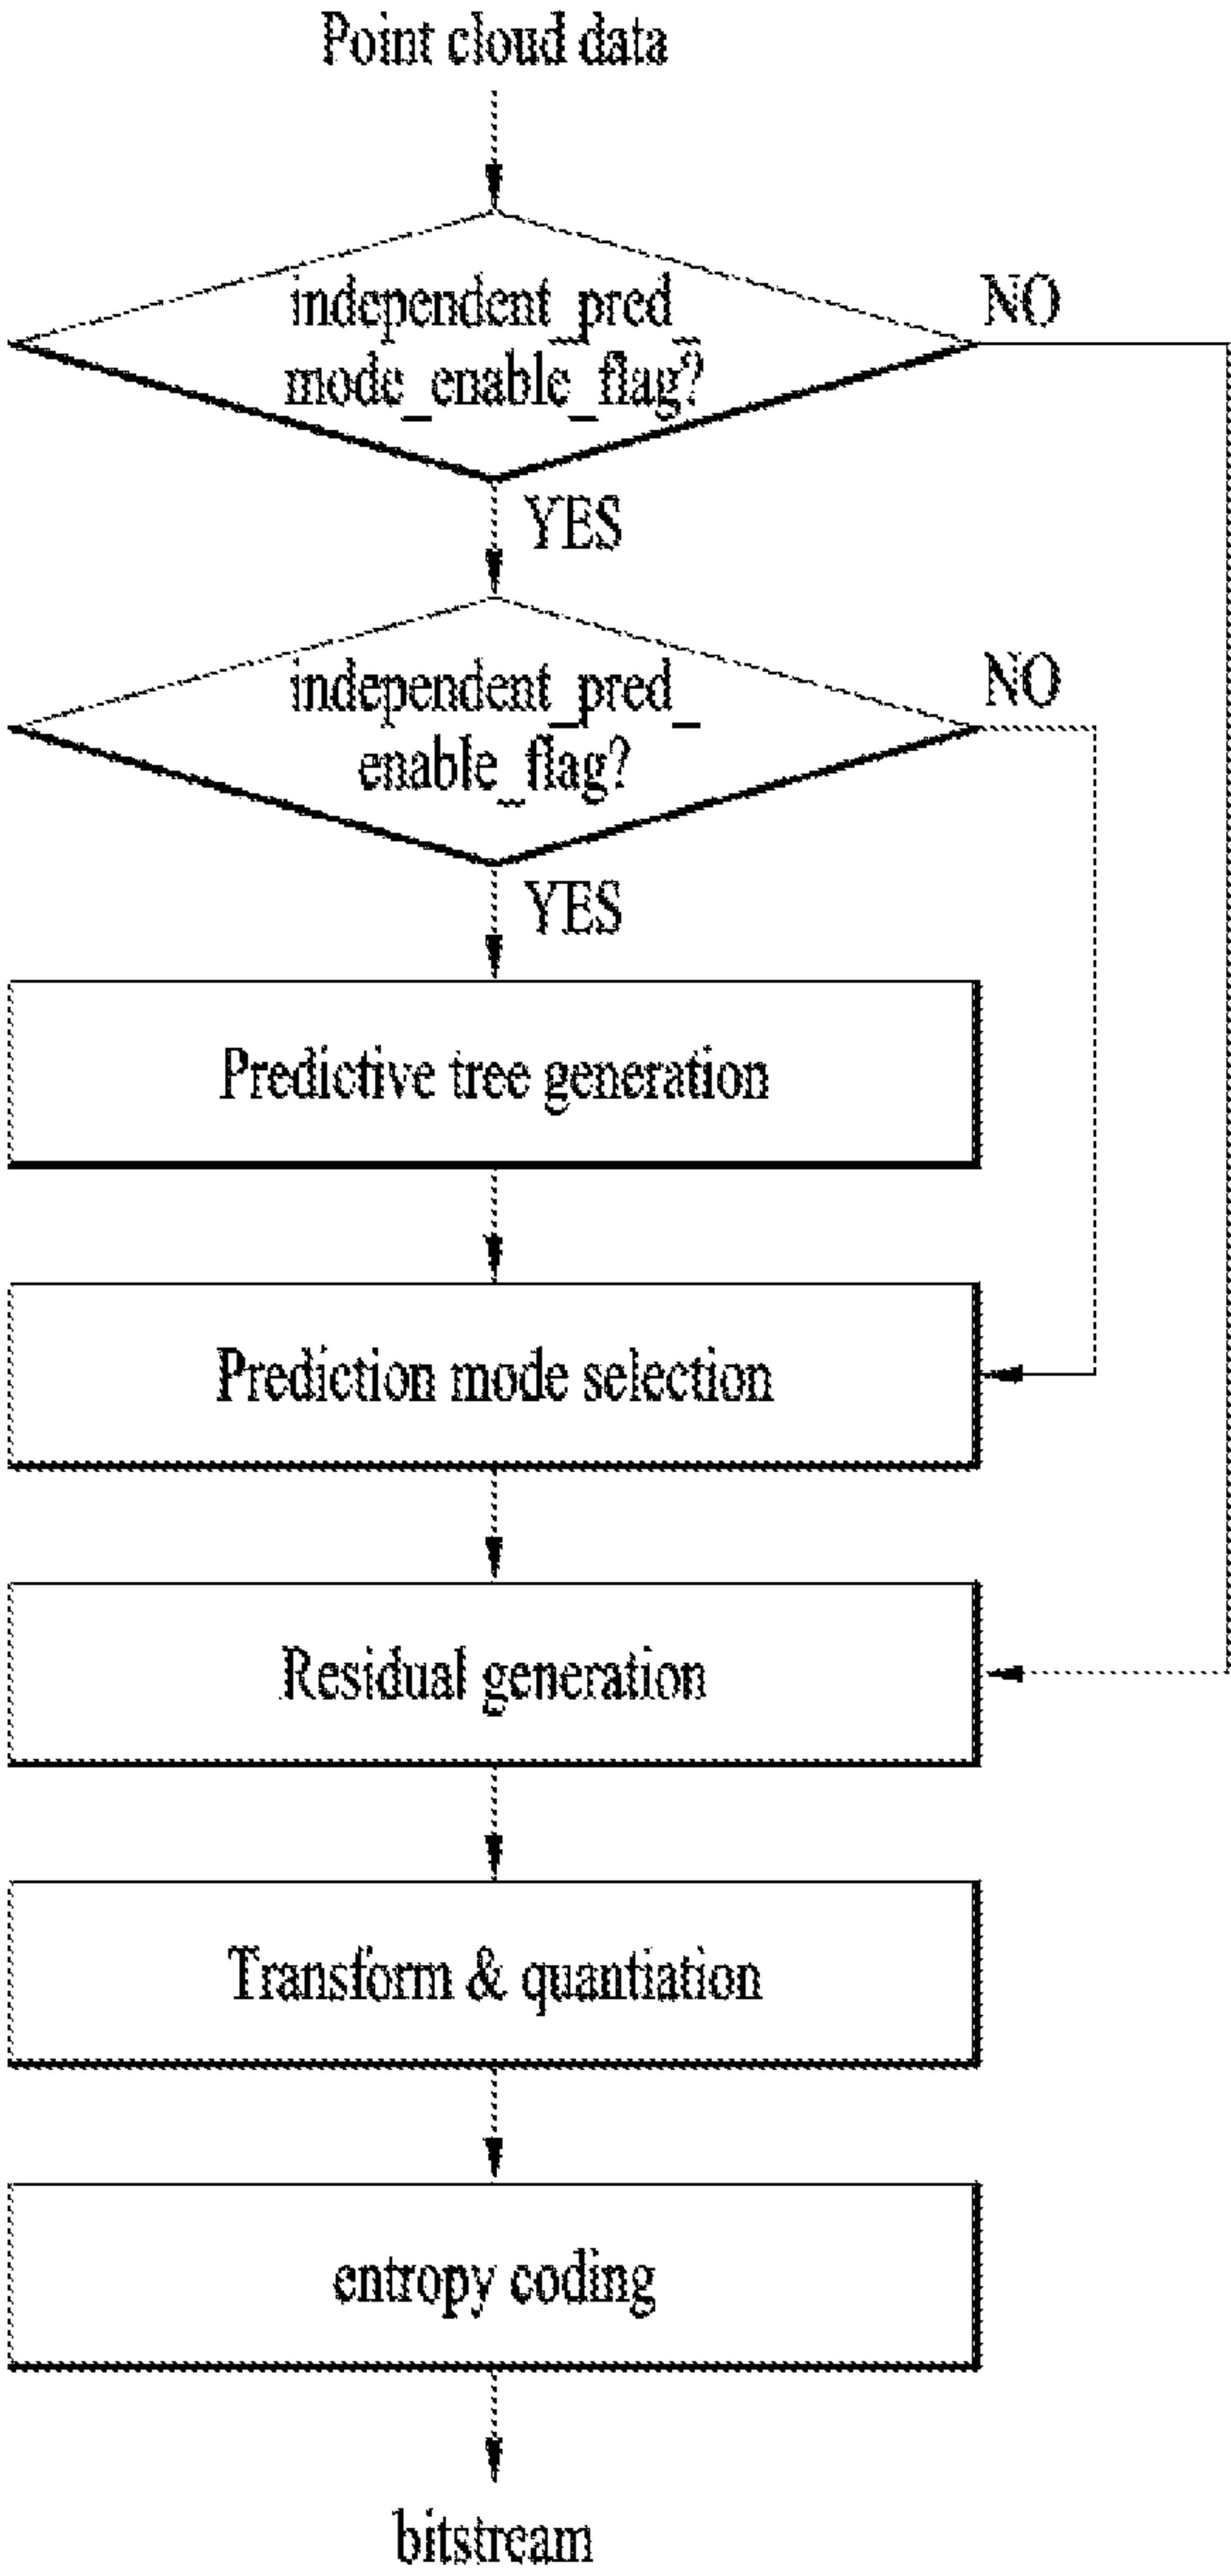 Point cloud data
independent_pred_
mode_enable_flag?
NO
YES
independent_pred_
enable_flag?
NO
YES
Predictive tree generation
Prediction mode selection
Residual generation
Transform & quantiation
entropy coding
bitstream